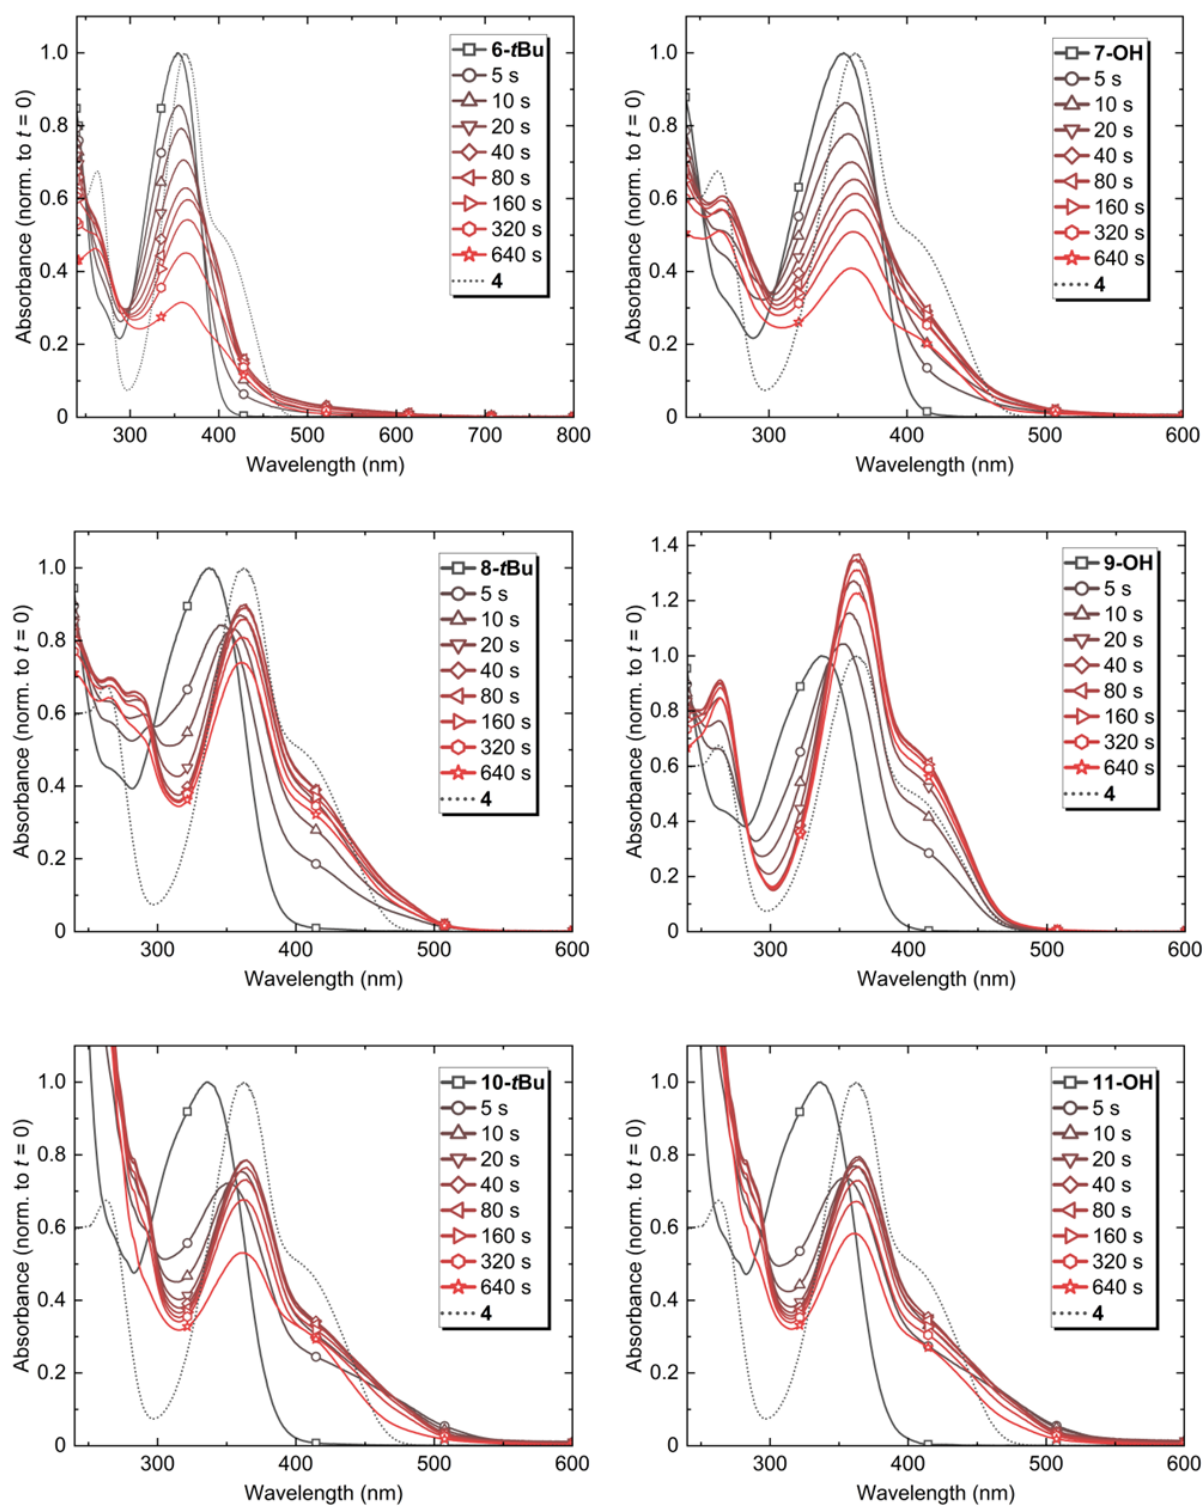 Absorbance (norm. to t = 0)
1.0
0.8
0.6
0.4
0.2
0
300 400 500 600 700 800
Wavelength (nm)
6-tBu
5 s
10 s
20 s
40 s
80 s
160 s
320 s
640 s
4
Absorbance (norm. to t = 0)
1.0
0.8
0.6
0.4
0.2
0
300 400 500 600
Wavelength (nm)
7-OH
5 s
10 s
20 s
40 s
80 s
160 s
320 s
640 s
4
Absorbance (norm. to t = 0)
1.0
0.8
0.6
0.4
0.2
0
300 400 500 600
Wavelength (nm)
8-tBu
5 s
10 s
20 s
40 s
80 s
160 s
320 s
640 s
4
Absorbance (norm. to t = 0)
1.4
1.2
1.0
0.8
0.6
0.4
0.2
0
300 400 500 600
Wavelength (nm)
9-OH
5 s
10 s
20 s
40 s
80 s
160 s
320 s
640 s
4
Absorbance (norm. to t = 0)
1.0
0.8
0.6
0.4
0.2
0
300 400 500 600
Wavelength (nm)
10-tBu
5 s
10 s
20 s
40 s
80 s
160 s
320 s
640 s
4
Absorbance (norm. to t = 0)
1.0
0.8
0.6
0.4
0.2
0
300 400 500 600
Wavelength (nm)
11-OH
5 s
10 s
20 s
40 s
80 s
160 s
320 s
640 s
4